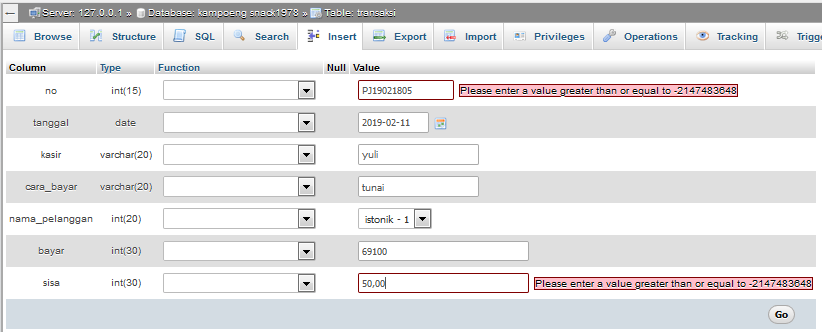 ← Server: 127.0.0.1 » Database: kampoeng snack1978 » Table: transaksi
Browse Structure SQL Search Insert Export Import Privileges Operations Tracking Trigge
Column Type Function Null Value
no int(15) PJ19021805 Please enter a value greater than or equal to -2147483648
tanggal date 2019-02-11
kasir varchar(20) yuli
cara_bayar varchar(20) tunai
nama_pelanggan int(20) istonik - 1
bayar int(30) 69100
sisa int(30) 50,00 Please enter a value greater than or equal to -2147483648
Go